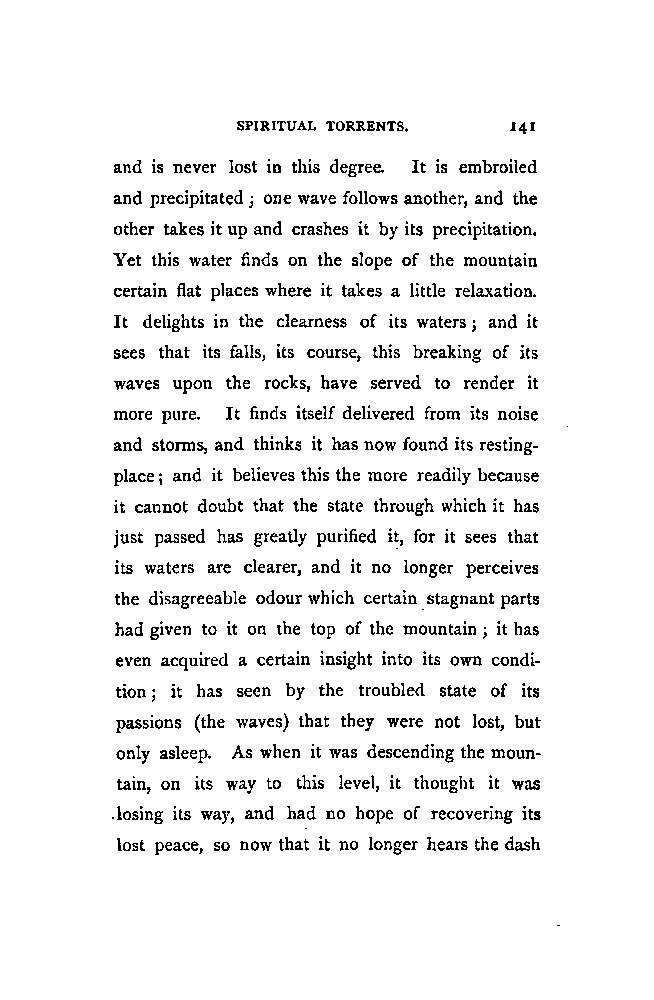 SPIRITUAL TORRENTS. 141
and is never lost in this degree. It is embroiled
and precipitated; one wave follows another, and the
other takes it up and crashes it by its precipitation.
Yet this water finds on the slope of the mountain
certain flat places where it takes a little relaxation.
It delights in the clearness of its waters; and it
sees that its falls, its course, this breaking of its
waves upon the rocks, have served to render it
more pure. It finds itself delivered from its noise
and storms, and thinks it has now found its resting-
place; and it believes this the more readily because
it cannot doubt that the state through which it has
just passed has greatly purified it, for it sees that
its waters are clearer, and it no longer perceives
the disagreeable odour which certain stagnant parts
had given to it on the top of the mountain; it has
even acquired a certain insight into its own condi-
tion; it has seen by the troubled state of its
passions (the waves) that they were not lost, but
only asleep. As when it was descending the moun-
tain, on its way to this level, it thought it was
losing its way, and had no hope of recovering its
lost peace, so now that it no longer hears the dash